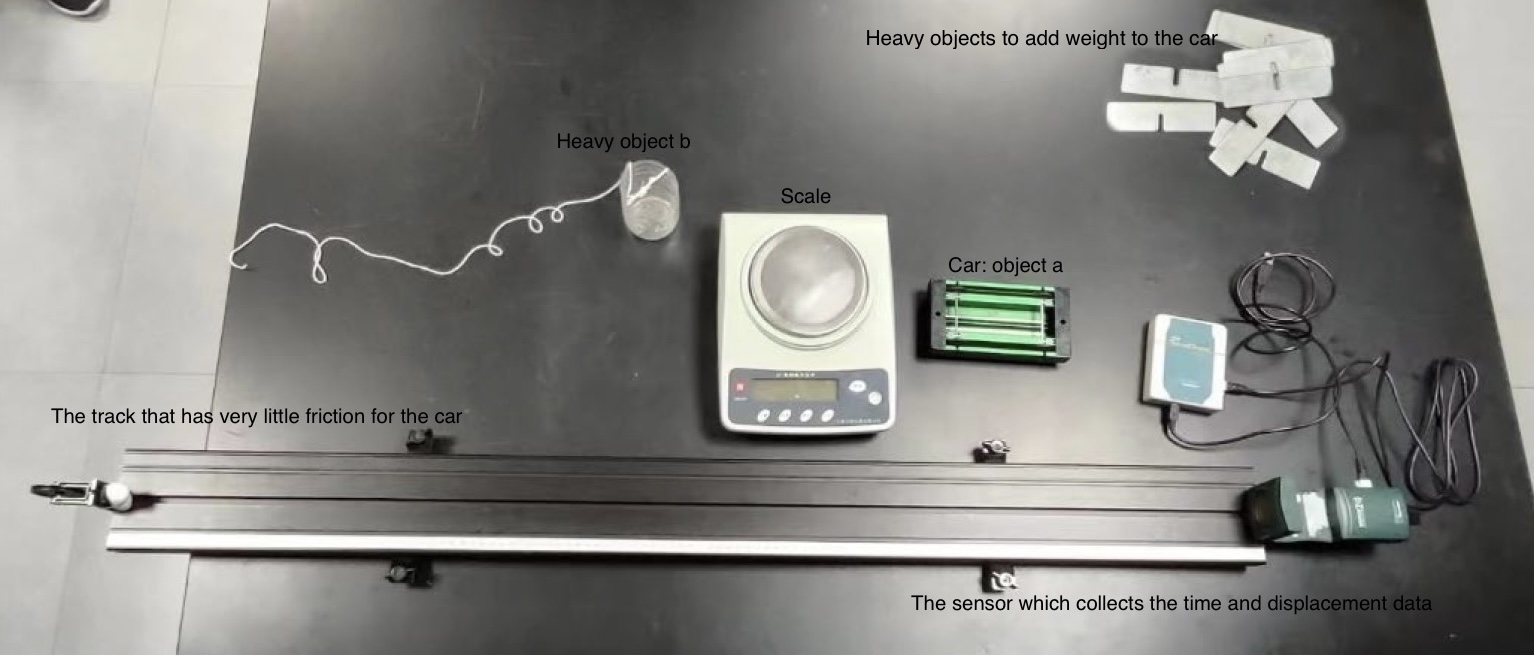 Heavy objects to add weight to the car
Heavy object b
Scale
Car: object a
The track that has very little friction for the car
The sensor which collects the time and displacement data